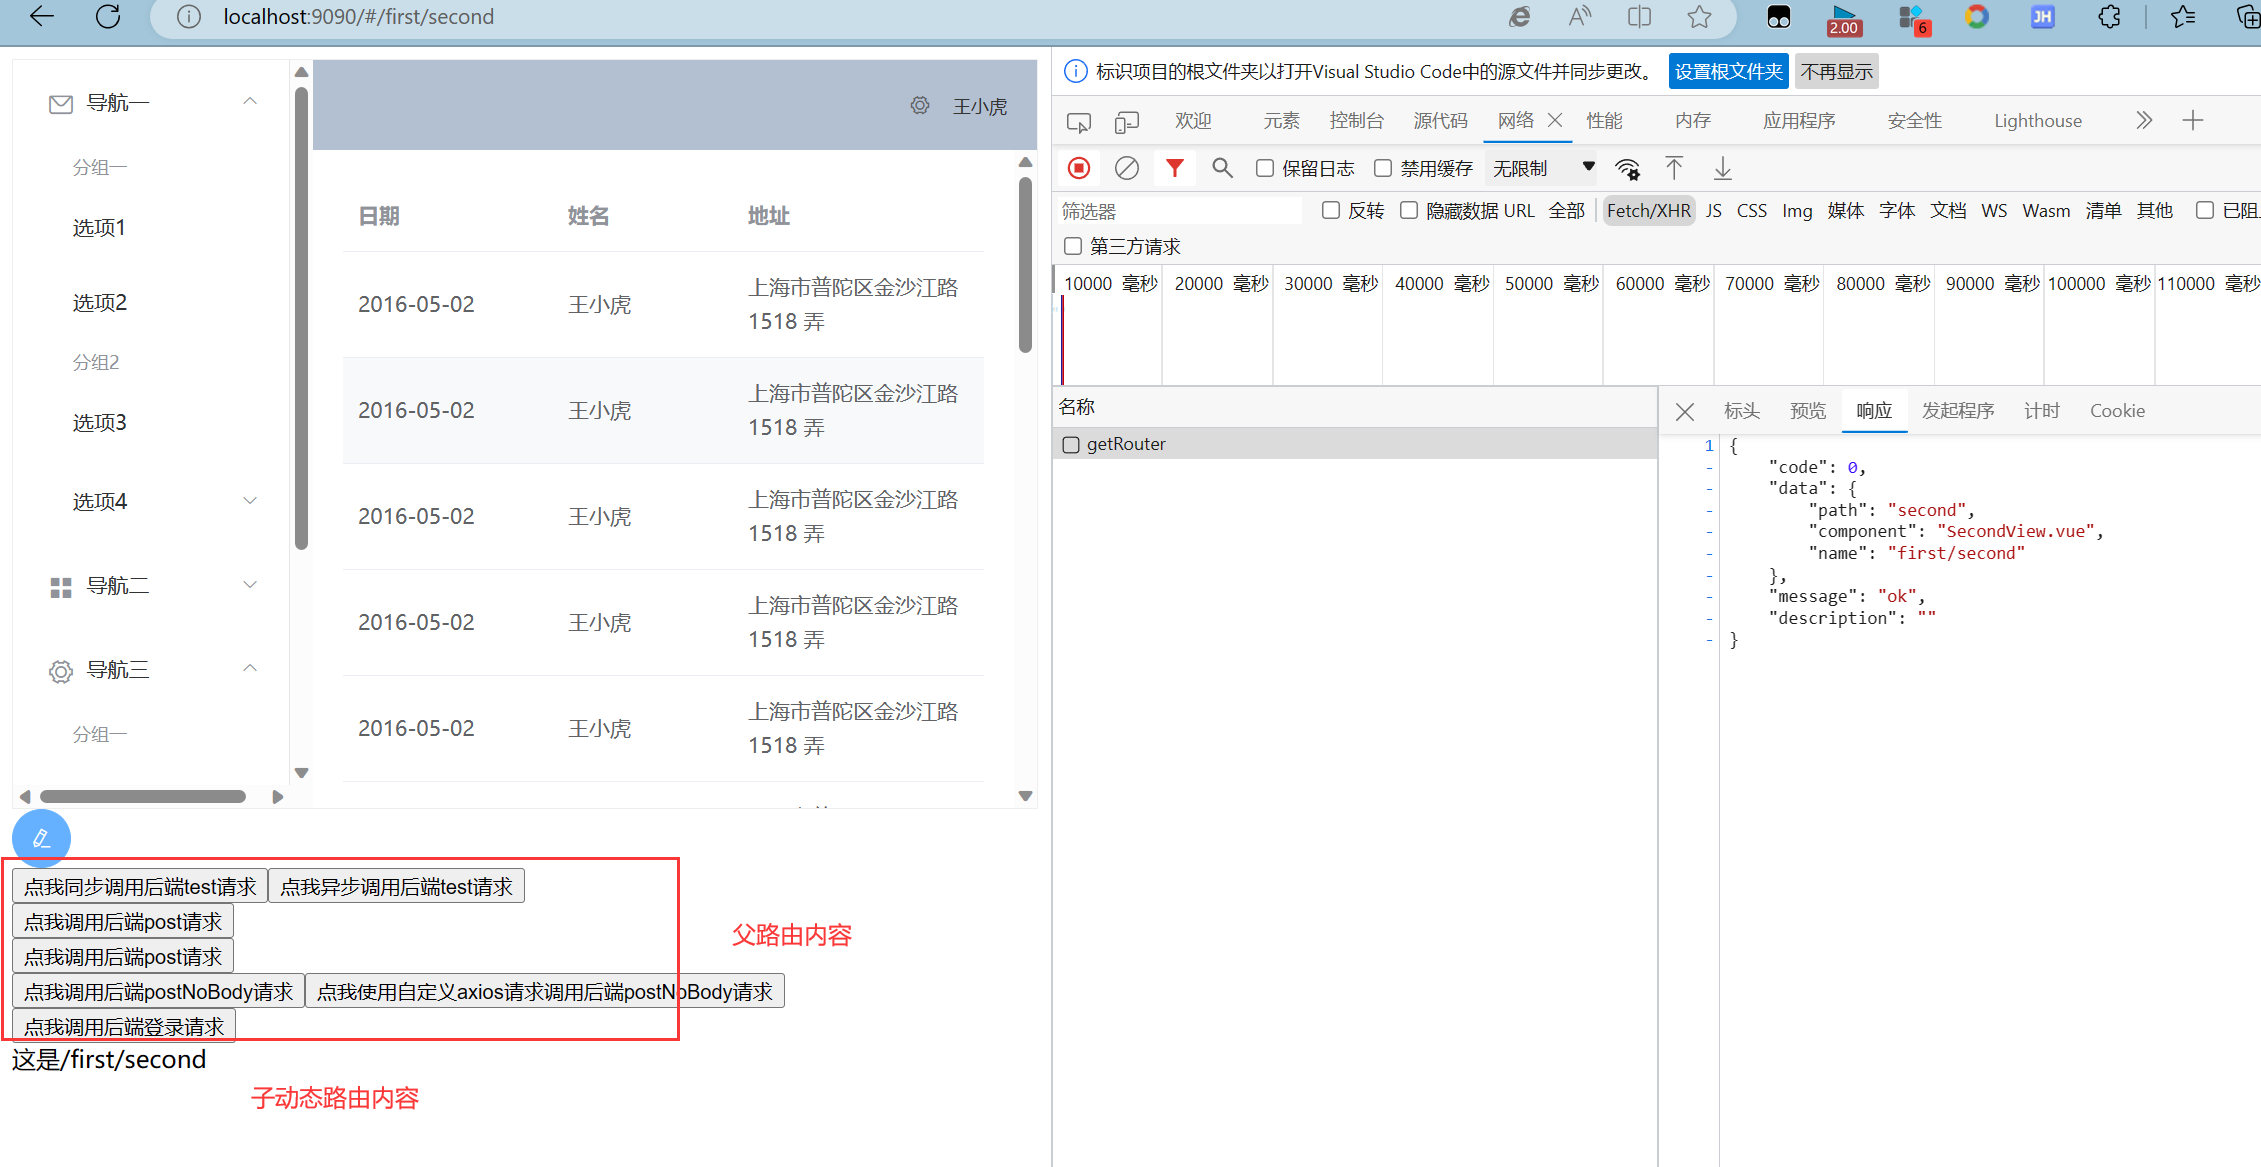 localhost:9090/#/first/second
2.00
6
JH
导航一
分组一
选项1
选项2
分组2
选项3
选项4
导航二
导航三
分组一
王小虎
日期 姓名 地址
2016-05-02 王小虎 上海市普陀区金沙江路
1518 弄
2016-05-02 王小虎 上海市普陀区金沙江路
1518 弄
2016-05-02 王小虎 上海市普陀区金沙江路
1518 弄
2016-05-02 王小虎 上海市普陀区金沙江路
1518 弄
2016-05-02 王小虎 上海市普陀区金沙江路
1518 弄
点我同步调用后端test请求 点我异步调用后端test请求
点我调用后端post请求
点我调用后端post请求
点我调用后端postNoBody请求 点我使用自定义axios请求调用后端postNoBody请求
点我调用后端登录请求
父路由内容
这是/first/second
子动态路由内容
标识项目的根文件夹以打开Visual Studio Code中的源文件并同步更改。 设置根文件夹 不再显示
欢迎 元素 控制台 源代码 网络 性能 内存 应用程序 安全性 Lighthouse
保留日志 禁用缓存 无限制
筛选器 反转 隐藏数据 URL 全部 Fetch/XHR JS CSS Img 媒体 字体 文档 WS Wasm 清单 其他 已阻
第三方请求
10000 毫秒 20000 毫秒 30000 毫秒 40000 毫秒 50000 毫秒 60000 毫秒 70000 毫秒 80000 毫秒 90000 毫秒 100000 毫秒 110000 毫秒
名称
getRouter
标头 预览 响应 发起程序 计时 Cookie
1 {
- "code": 0,
- "data": {
- "path": "second",
- "component": "SecondView.vue",
- "name": "first/second"
- },
- "message": "ok",
- "description": ""
- }